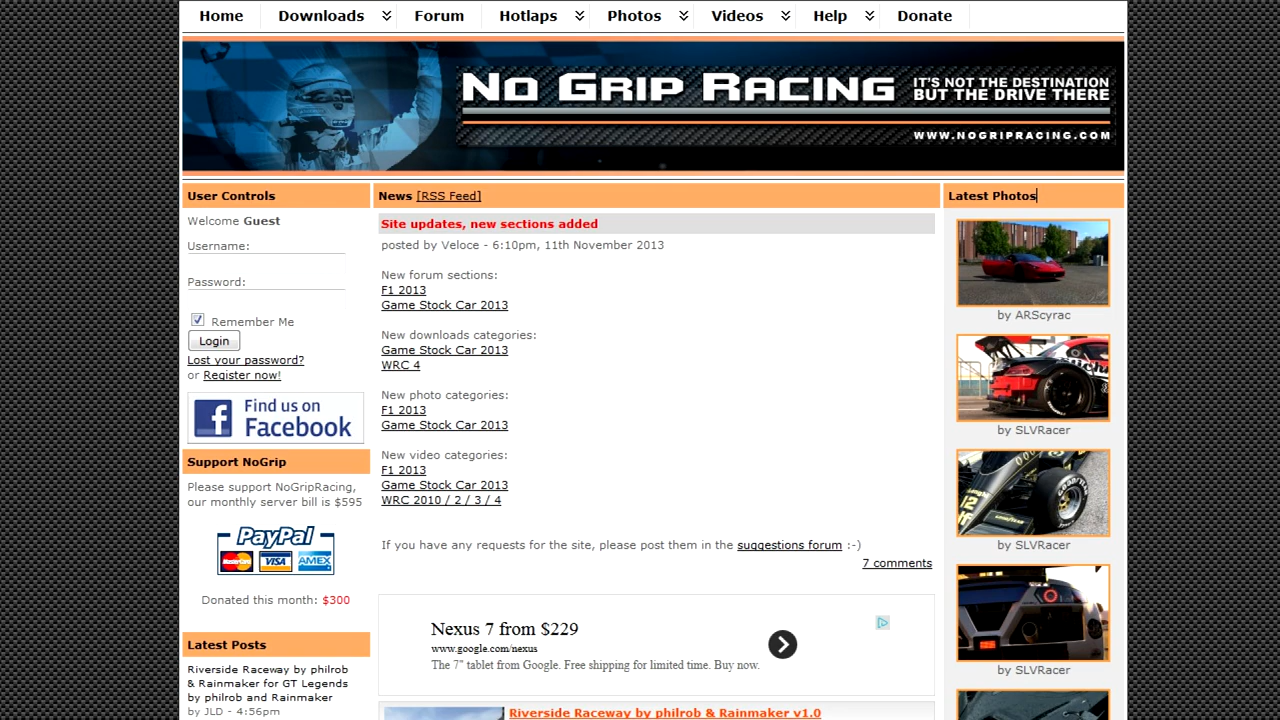 Home Downloads Forum Hotlaps Photos Videos Help Donate
NO GRIP RACING
IT'S NOT THE DESTINATION
BUT THE DRIVE THERE
WWW.NOGRIPRACING.COM
User Controls
Welcome Guest
Username:
Password:
Remember Me
Login
Lost your password?
or Register now!
Find us on
Facebook
Support NoGrip
Please support NoGripRacing,
our monthly server bill is $595
PayPal
MasterCard VISA AMEX
Donated this month: $300
Latest Posts
Riverside Raceway by philrob
& Rainmaker for GT Legends
by philrob and Rainmaker
by JLD - 4:56pm
News [RSS Feed]
Site updates, new sections added
posted by Veloce - 6:10pm, 11th November 2013
New forum sections:
F1 2013
Game Stock Car 2013
New downloads categories:
Game Stock Car 2013
WRC 4
New photo categories:
F1 2013
Game Stock Car 2013
New video categories:
F1 2013
Game Stock Car 2013
WRC 2010 / 2 / 3 / 4
If you have any requests for the site, please post them in the suggestions forum :-)
7 comments
Nexus 7 from $229
www.google.com/nexus
The 7" tablet from Google. Free shipping for limited time. Buy now.
Riverside Raceway by philrob & Rainmaker v1.0
Latest Photos
by ARScyrac
by SLVRacer
GOODYEAR
by SLVRacer
by SLVRacer